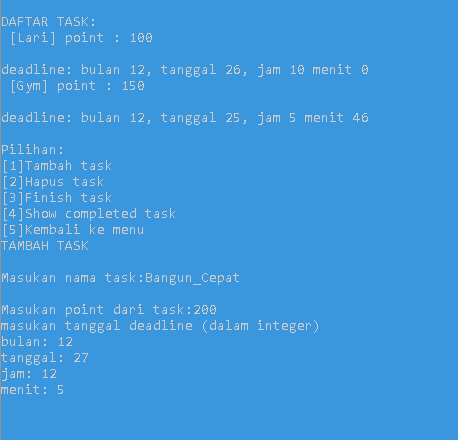 DAFTAR TASK:
[Lari] point : 100
deadline: bulan 12, tanggal 26, jam 10 menit 0
[Gym] point : 150
deadline: bulan 12, tanggal 25, jam 5 menit 46
Pilihan:
[1]Tambah task
[2]Hapus task
[3]Finish task
[4]Show completed task
[5]Kembali ke menu
TAMBAH TASK
Masukan nama task:Bangun_Cepat
Masukan point dari task:200
masukan tanggal deadline (dalam integer)
bulan: 12
tanggal: 27
jam: 12
menit: 5